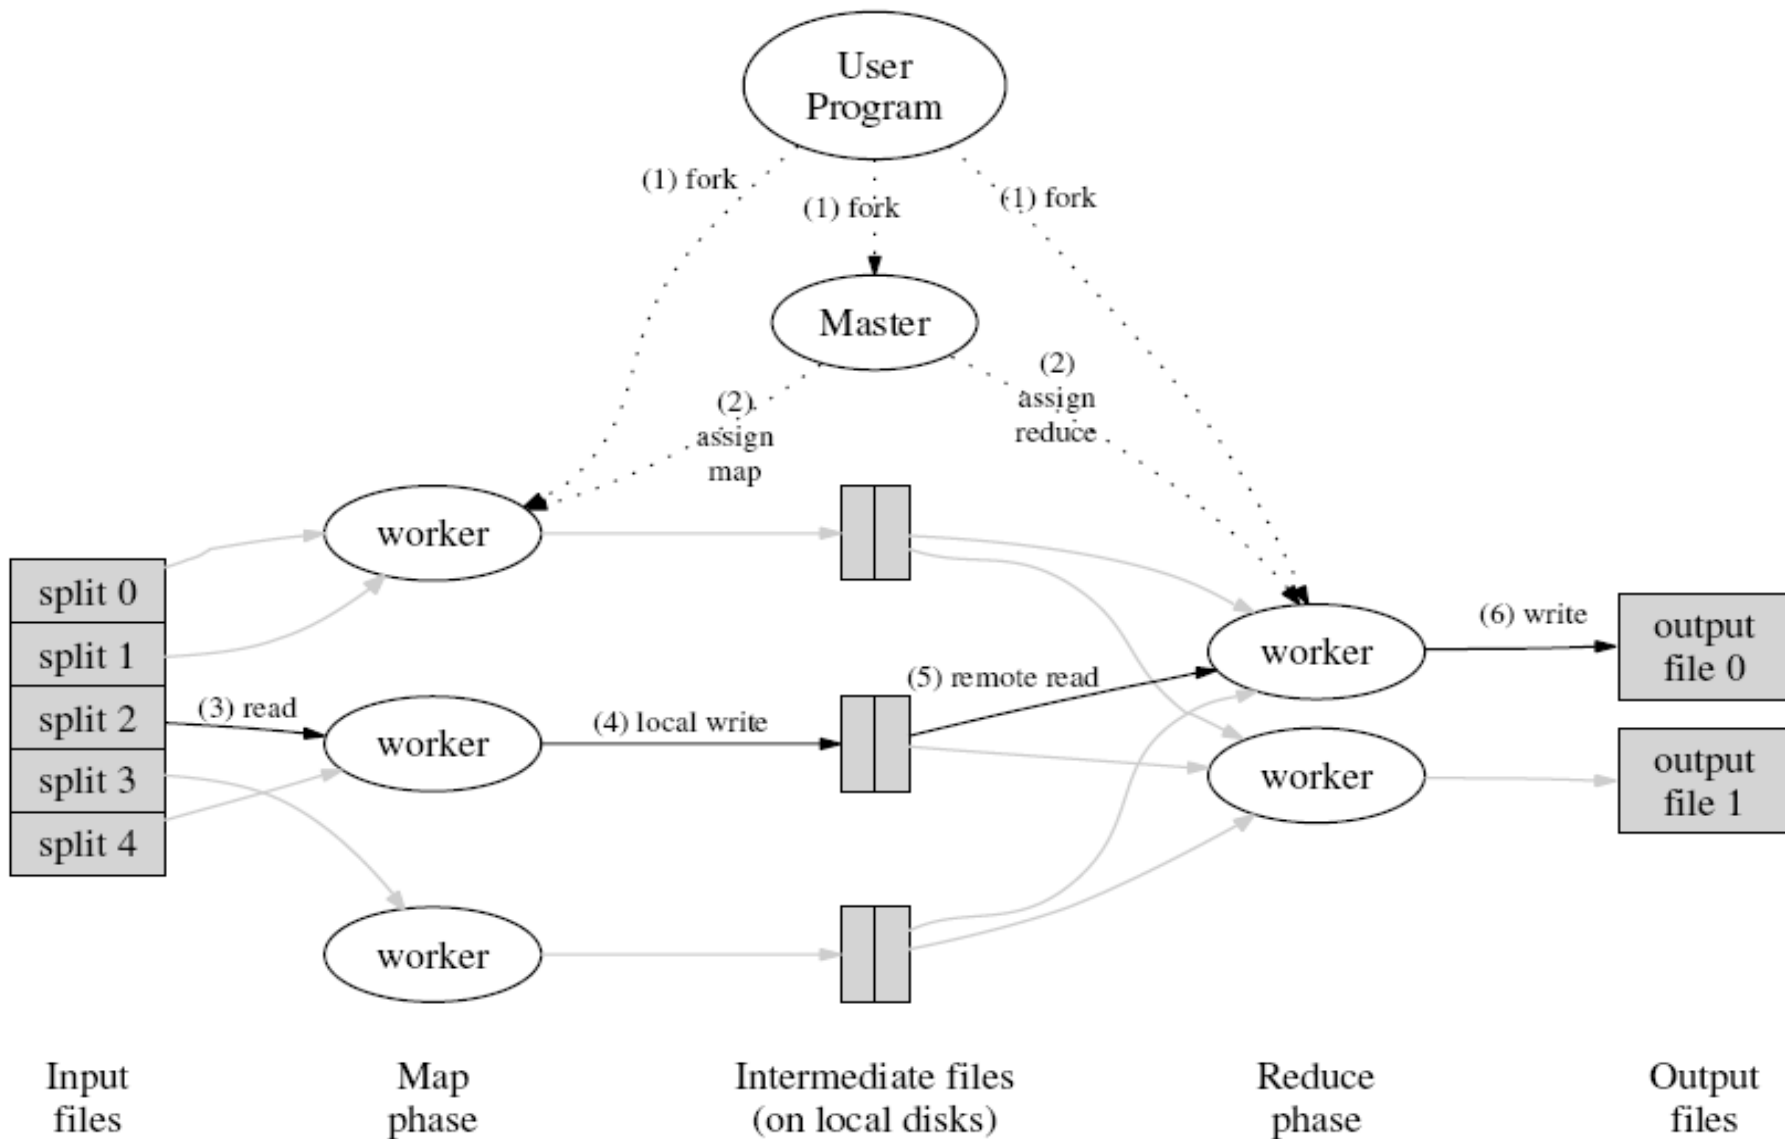 User
Program
(1) fork
(1) fork
(1) fork
Master
(2)
assign
map
(2)
assign
reduce
worker
split 0
split 1
split 2
split 3
split 4
(3) read
worker
(4) local write
(5) remote read
worker
(6) write
output
file 0
worker
output
file 1
worker
Input
files
Map
phase
Intermediate files
(on local disks)
Reduce
phase
Output
files